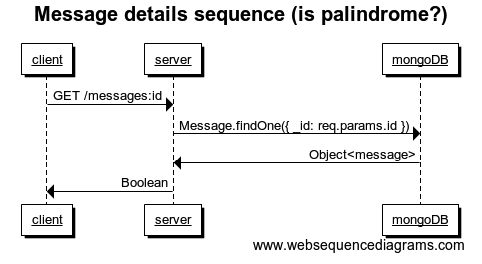 Message details sequence (is palindrome?)
client server mongoDB
GET /messages:id
Message.findOne({ _id: req.params.id })
Object<message>
Boolean
client server mongoDB
www.websequencediagrams.com